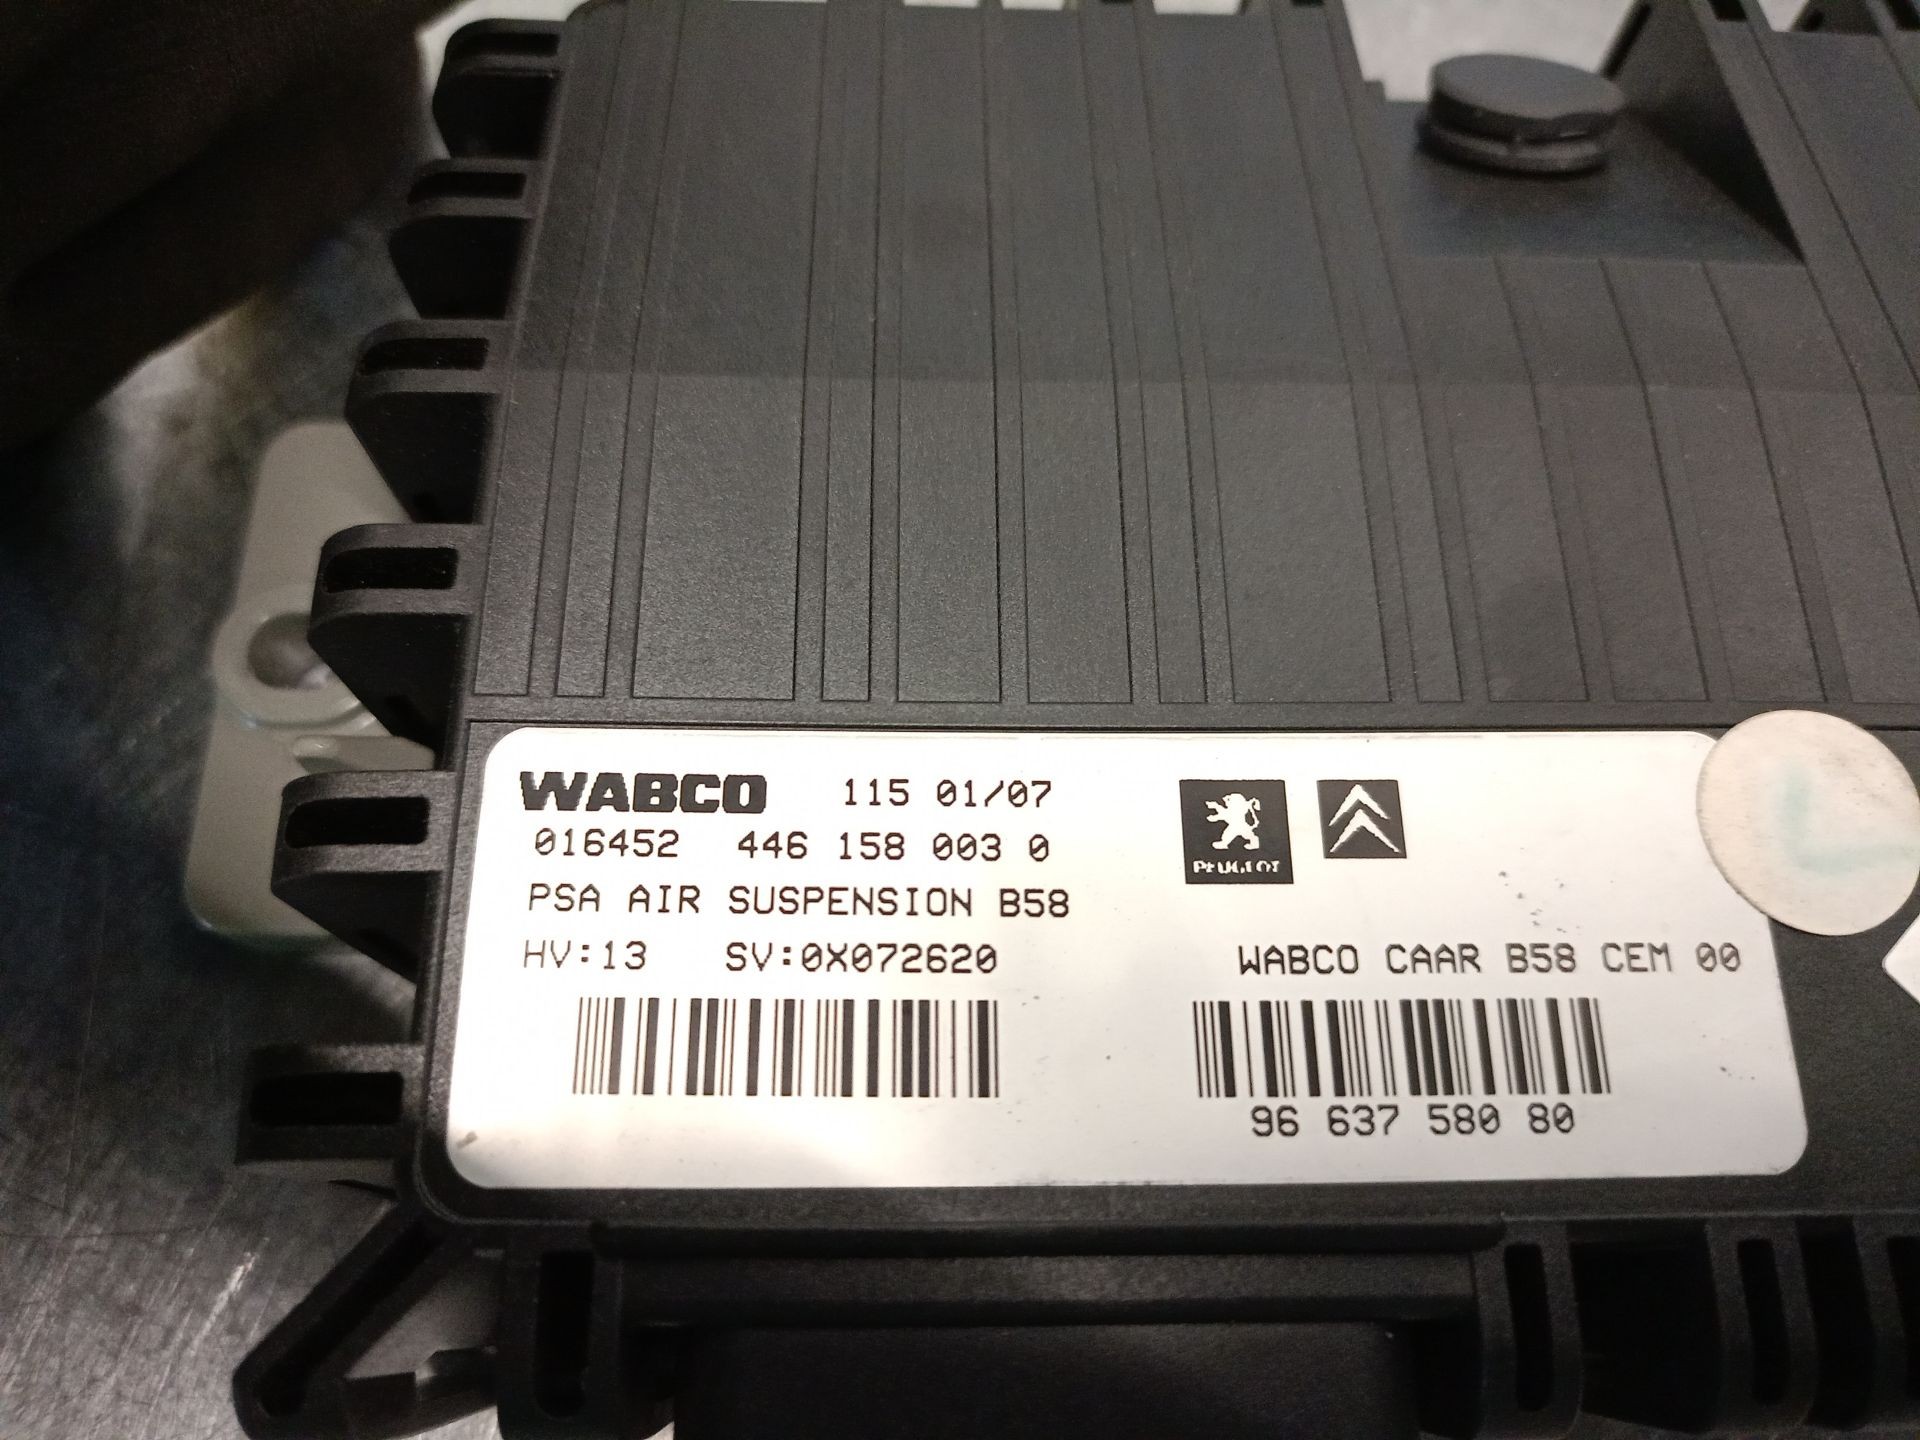 WABCO 115 01/07
016452 446 158 003 0
PSA AIR SUSPENSION B58
HV:13 SV:0X072620
PEUGEOT
WABCO CAAR B58 CEM 00
96 637 580 80